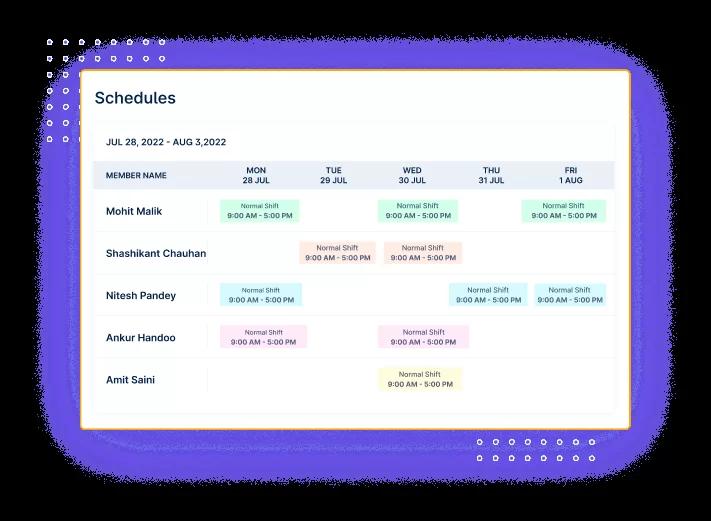 Schedules
JUL 28, 2022 - AUG 3,2022
MEMBER NAME MON TUE WED THU FRI
28 JUL 29 JUL 30 JUL 31 JUL 1 AUG
Mohit Malik Normal Shift Normal Shift Normal Shift
9:00 AM - 5:00 PM 9:00 AM - 5:00 PM 9:00 AM - 5:00 PM
Shashikant Chauhan Normal Shift Normal Shift
9:00 AM - 5:00 PM 9:00 AM - 5:00 PM
Nitesh Pandey Normal Shift Normal Shift Normal Shift
9:00 AM - 5:00 PM 9:00 AM - 5:00 PM 9:00 AM - 5:00 PM
Ankur Handoo Normal Shift Normal Shift
9:00 AM - 5:00 PM 9:00 AM - 5:00 PM
Amit Saini Normal Shift
9:00 AM - 5:00 PM